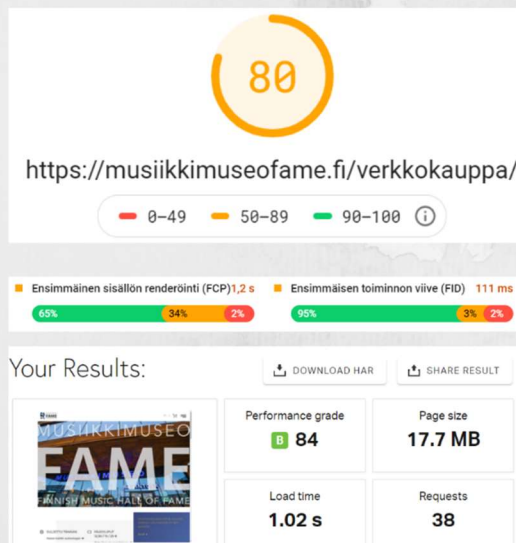 80
https://musiikkimuseofame.fi/verkkokauppa/
0–49 50–89 90–100
Ensimmäinen sisällön renderöinti (FCP)1,2 s
65% 34% 2%
Ensimmäisen toiminnon viive (FID) 111 ms
95% 3% 2%
Your Results:
DOWNLOAD HAR
SHARE RESULT
FAME
MUSIIKKIMUSEO
FAME
FINNISH MUSIC HALL OF FAME
Performance grade
B 84
Page size
17.7 MB
Load time
1.02 s
Requests
38